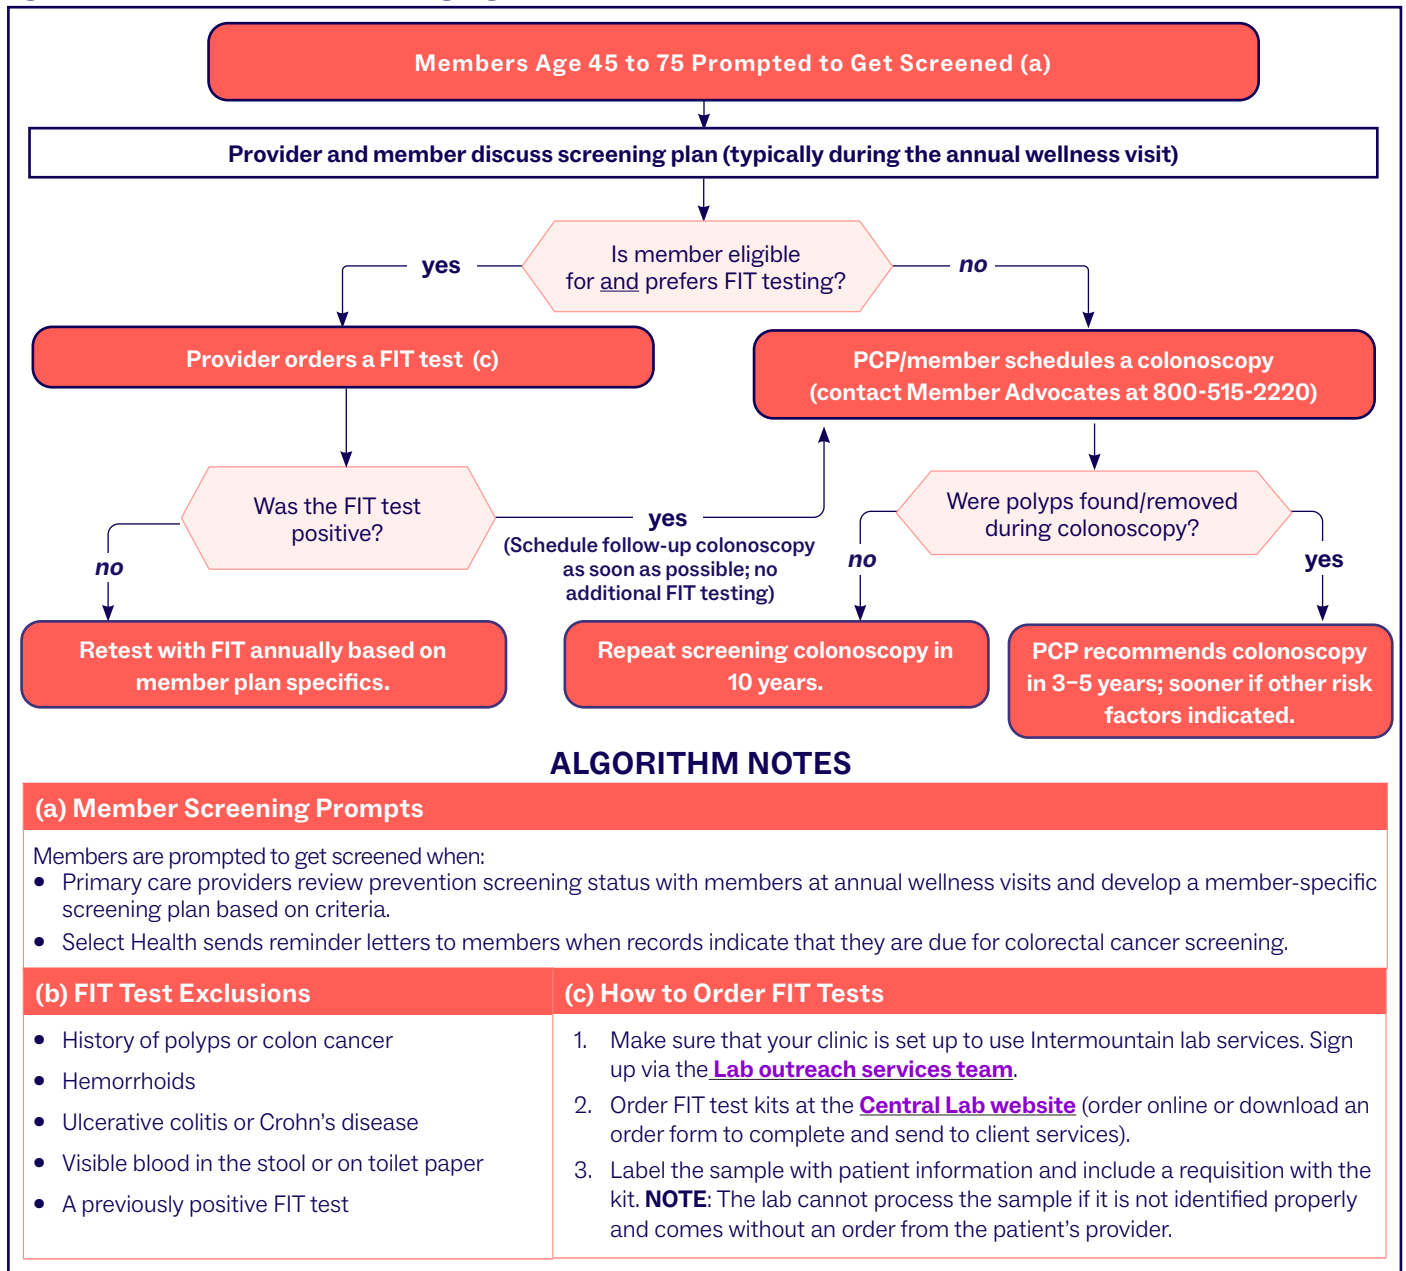 Members Age 45 to 75 Prompted to Get Screened (a)
Provider and member discuss screening plan (typically during the annual wellness visit)
Is member eligible
for and prefers FIT testing?
yes
no
Provider orders a FIT test (c)
PCP/member schedules a colonoscopy
(contact Member Advocates at 800-515-2220)
Was the FIT test
positive?
yes
(Schedule follow-up colonoscopy
as soon as possible; no
additional FIT testing)
no
Were polyps found/removed
during colonoscopy?
no
yes
Retest with FIT annually based on
member plan specifics.
Repeat screening colonoscopy in
10 years.
PCP recommends colonoscopy
in 3–5 years; sooner if other risk
factors indicated.
ALGORITHM NOTES
(a) Member Screening Prompts
Members are prompted to get screened when:
• Primary care providers review prevention screening status with members at annual wellness visits and develop a member-specific
screening plan based on criteria.
• Select Health sends reminder letters to members when records indicate that they are due for colorectal cancer screening.
(b) FIT Test Exclusions
• History of polyps or colon cancer
• Hemorrhoids
• Ulcerative colitis or Crohn's disease
• Visible blood in the stool or on toilet paper
• A previously positive FIT test
(c) How to Order FIT Tests
1. Make sure that your clinic is set up to use Intermountain lab services. Sign
up via the Lab outreach services team.
2. Order FIT test kits at the Central Lab website (order online or download an
order form to complete and send to client services).
3. Label the sample with patient information and include a requisition with the
kit. NOTE: The lab cannot process the sample if it is not identified properly
and comes without an order from the patient's provider.